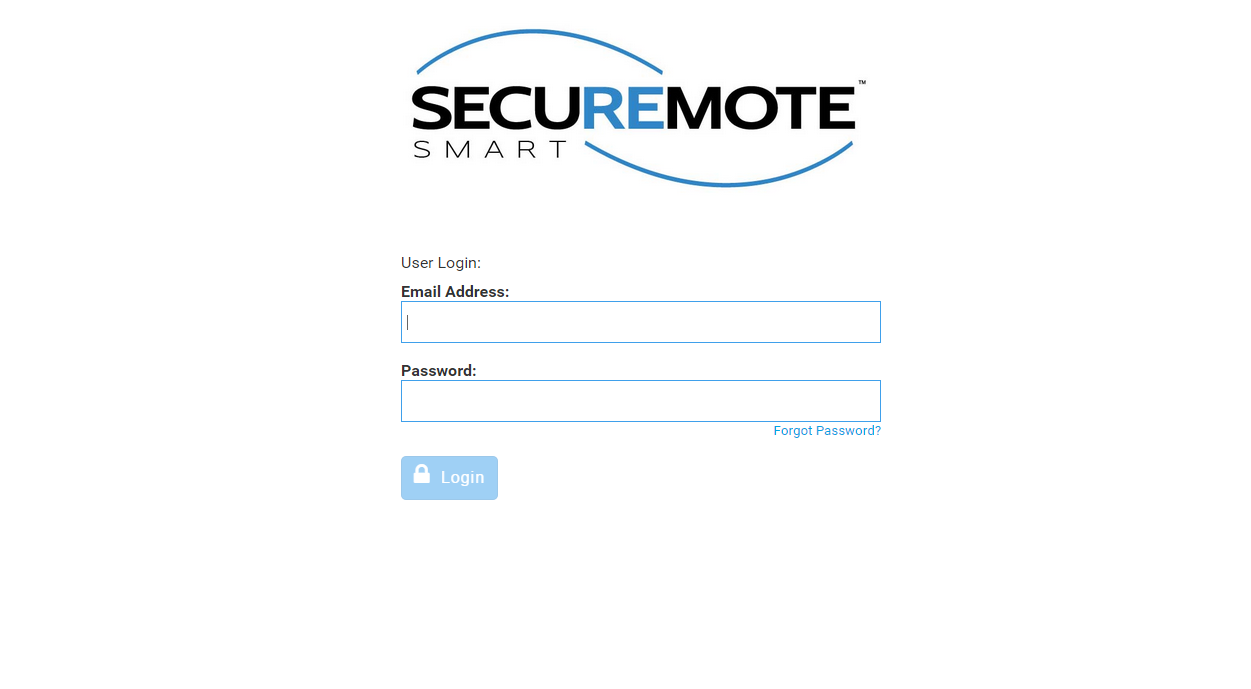 SECUREMOTE™
SMART
User Login:
Email Address:
Password:
Forgot Password?
Login